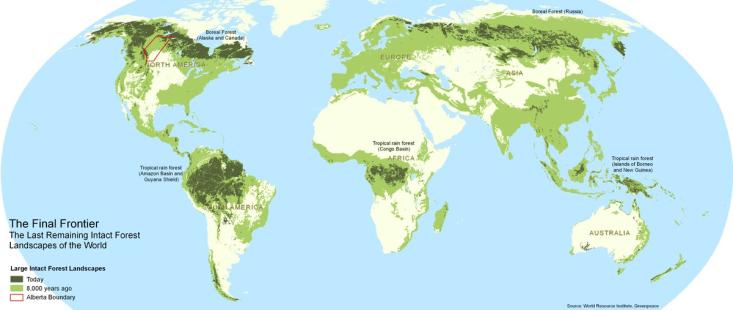 Boreal Forest
(Alaska and Canada)
Boreal Forest (Russia)
NORTH AMERICA
EUROPE
ASIA
Tropical rain forest
(Congo Basin)
AFRICA
Tropical rain forest
(Amazon Basin and
Guyana Shield)
Tropical rain forest
(Islands of Borneo
and New Guinea)
SOUTH AMERICA
AUSTRALIA
The Final Frontier
The Last Remaining Intact Forest
Landscapes of the World
Large Intact Forest Landscapes
Today
8,000 years ago
Alberta Boundary
Source: World Resource Institute, Greenpeace